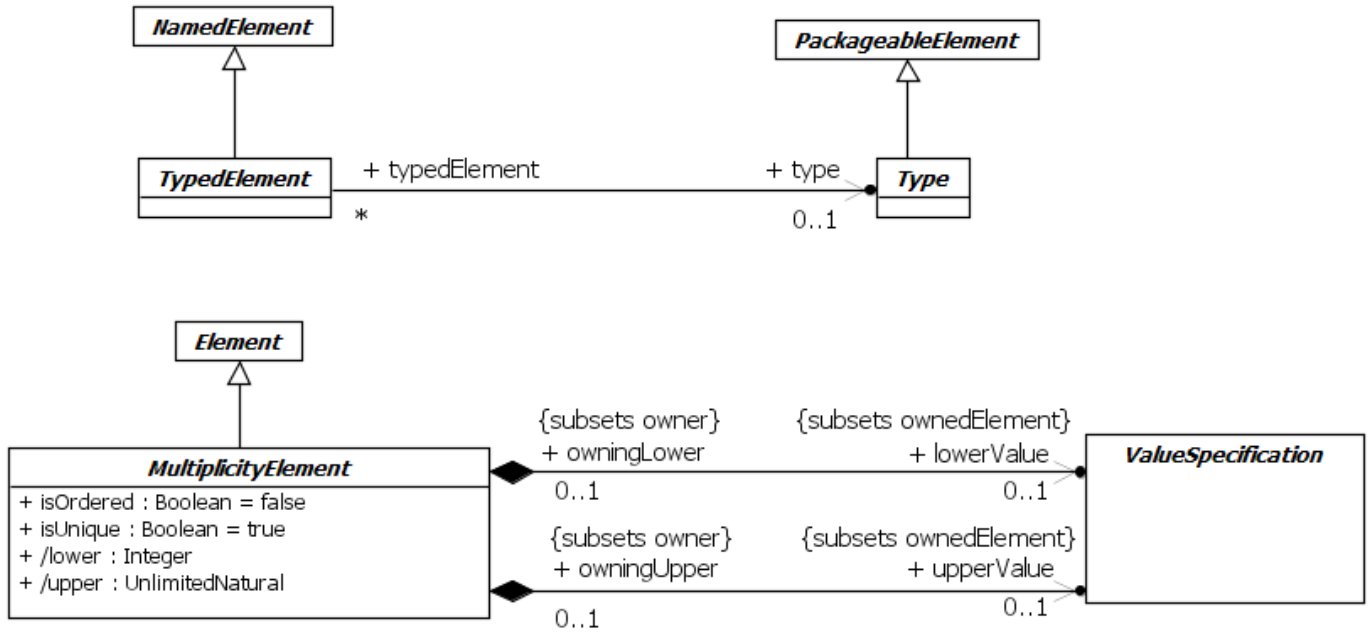 NamedElement
PackageableElement
TypedElement
+ typedElement
+ type
Type
*
0..1
Element
{subsets owner}
{subsets ownedElement}
+ owningLower
+ lowerValue
0..1
0..1
MultiplicityElement
+ isOrdered : Boolean = false
+ isUnique : Boolean = true
+ /lower : Integer
+ /upper : UnlimitedNatural
ValueSpecification
{subsets owner}
{subsets ownedElement}
+ owningUpper
+ upperValue
0..1
0..1